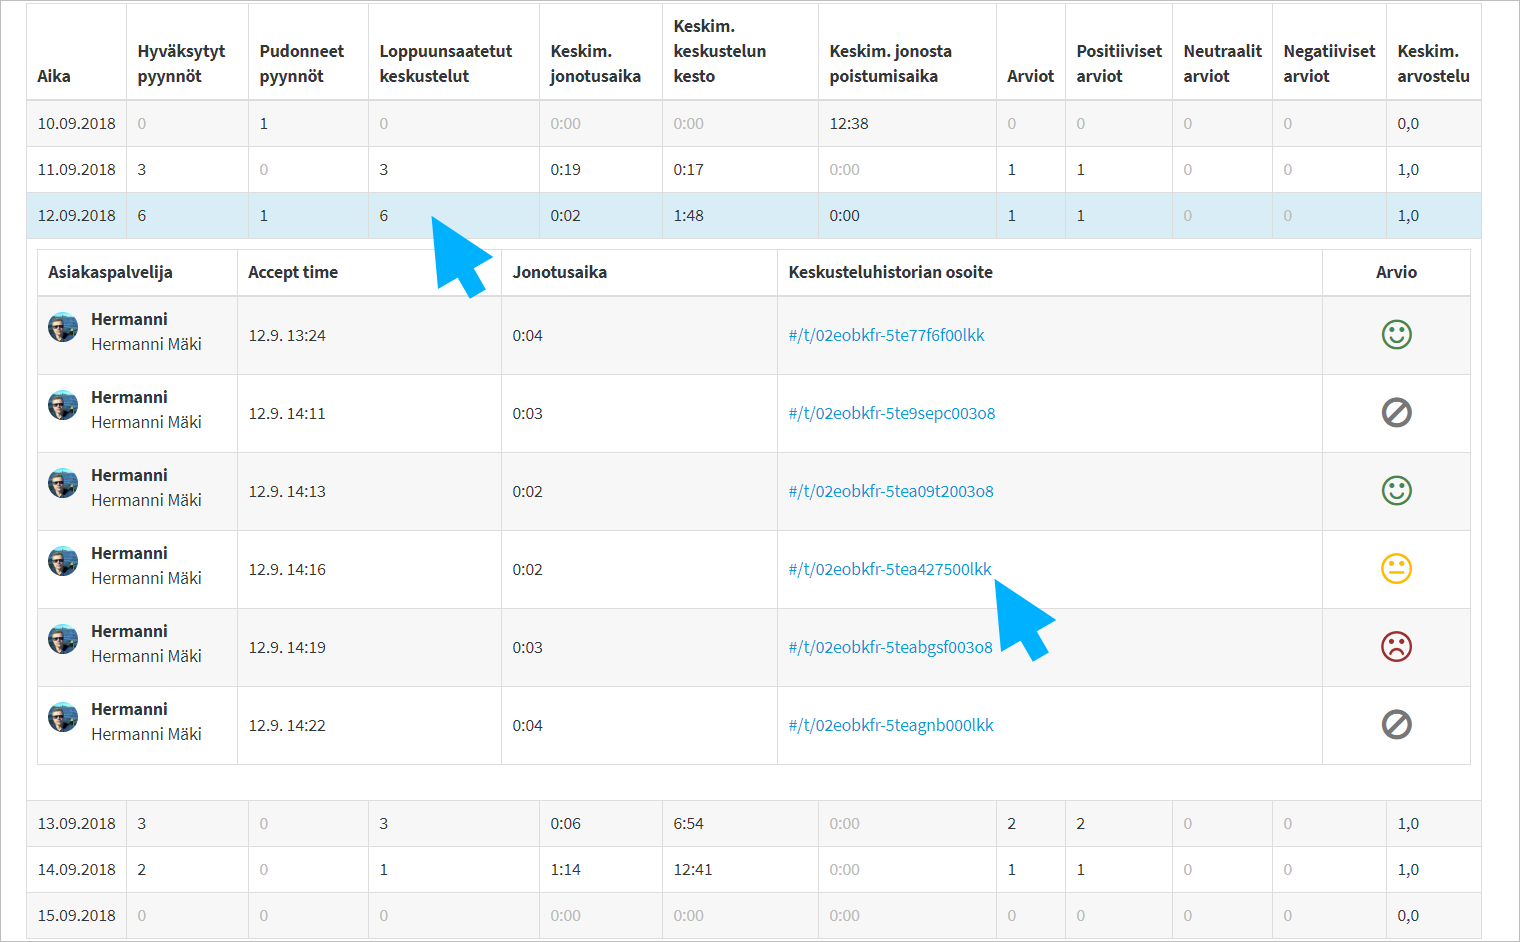 Aika Hyväksytyt pyynnöt Pudonneet pyynnöt Loppuunsaatetut keskustelut Keskim. jonotusaika Keskim. keskustelun kesto Keskim. jonosta poistumisaika Arviot Positiiviset arviot Neutraalit arviot Negatiiviset arviot Keskim. arvostelu
10.09.2018 0 1 0 0:00 0:00 12:38 0 0 0 0 0,0
11.09.2018 3 0 3 0:19 0:17 0:00 1 1 0 0 1,0
12.09.2018 6 1 6 0:02 1:48 0:00 1 1 0 0 1,0
Asiakaspalvelija Accept time Jonotusaika Keskusteluhistorian osoite Arvio
Hermanni
Hermanni Mäki 12.9. 13:24 0:04 #/t/02eobkfr-5te77f6f00lkk
Hermanni
Hermanni Mäki 12.9. 14:11 0:03 #/t/02eobkfr-5te9sepc003o8
Hermanni
Hermanni Mäki 12.9. 14:13 0:02 #/t/02eobkfr-5tea09t2003o8
Hermanni
Hermanni Mäki 12.9. 14:16 0:02 #/t/02eobkfr-5tea427500lkk
Hermanni
Hermanni Mäki 12.9. 14:19 0:03 #/t/02eobkfr-5teabgsf003o8
Hermanni
Hermanni Mäki 12.9. 14:22 0:04 #/t/02eobkfr-5teagnb000lkk
13.09.2018 3 0 3 0:06 6:54 0:00 2 2 0 0 1,0
14.09.2018 2 0 1 1:14 12:41 0:00 1 1 0 0 1,0
15.09.2018 0 0 0 0:00 0:00 0:00 0 0 0 0 0,0